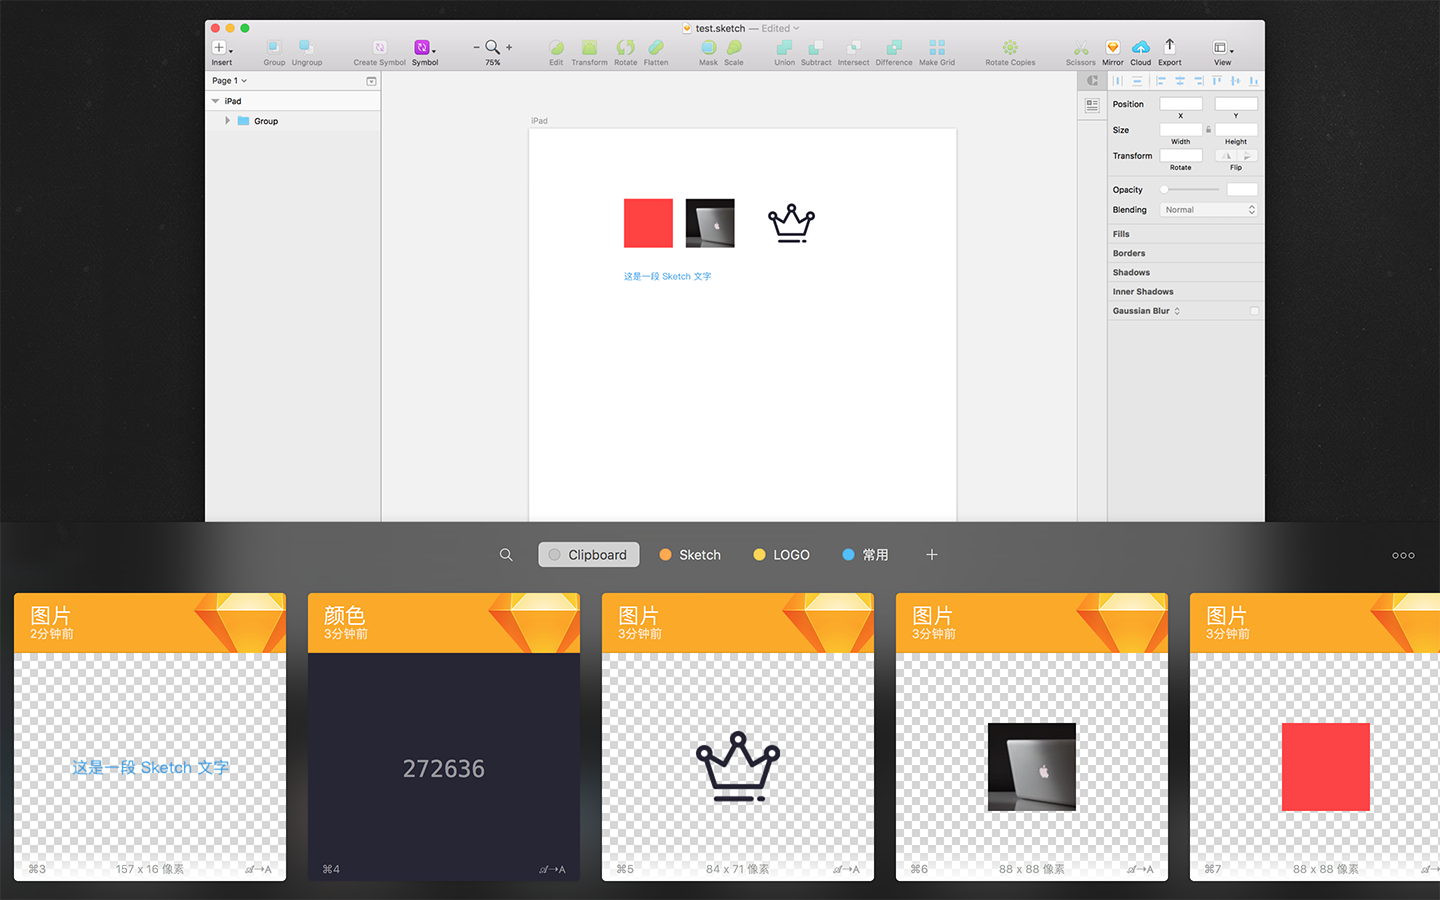 test.sketch — Edited
Insert
Group
Ungroup
Create Symbol
Symbol
75%
Edit
Transform
Rotate
Flatten
Mask
Scale
Union
Subtract
Intersect
Difference
Make Grid
Rotate Copies
Scissors
Mirror
Cloud
Export
View
Page 1
iPad
Group
iPad
这是一段 Sketch 文字
Position
X
Y
Size
Width
Height
Transform
Rotate
Flip
Opacity
Blending
Normal
Fills
Borders
Shadows
Inner Shadows
Gaussian Blur
Clipboard
Sketch
LOGO
常用
图片
2分钟前
这是一段 Sketch 文字
⌘3
157 x 16 像素
𝒜→A
颜色
3分钟前
272636
⌘4
𝒜→A
图片
3分钟前
⌘5
84 x 71 像素
𝒜→A
图片
3分钟前
⌘6
88 x 88 像素
𝒜→A
图片
3分钟前
⌘7
88 x 88 像素